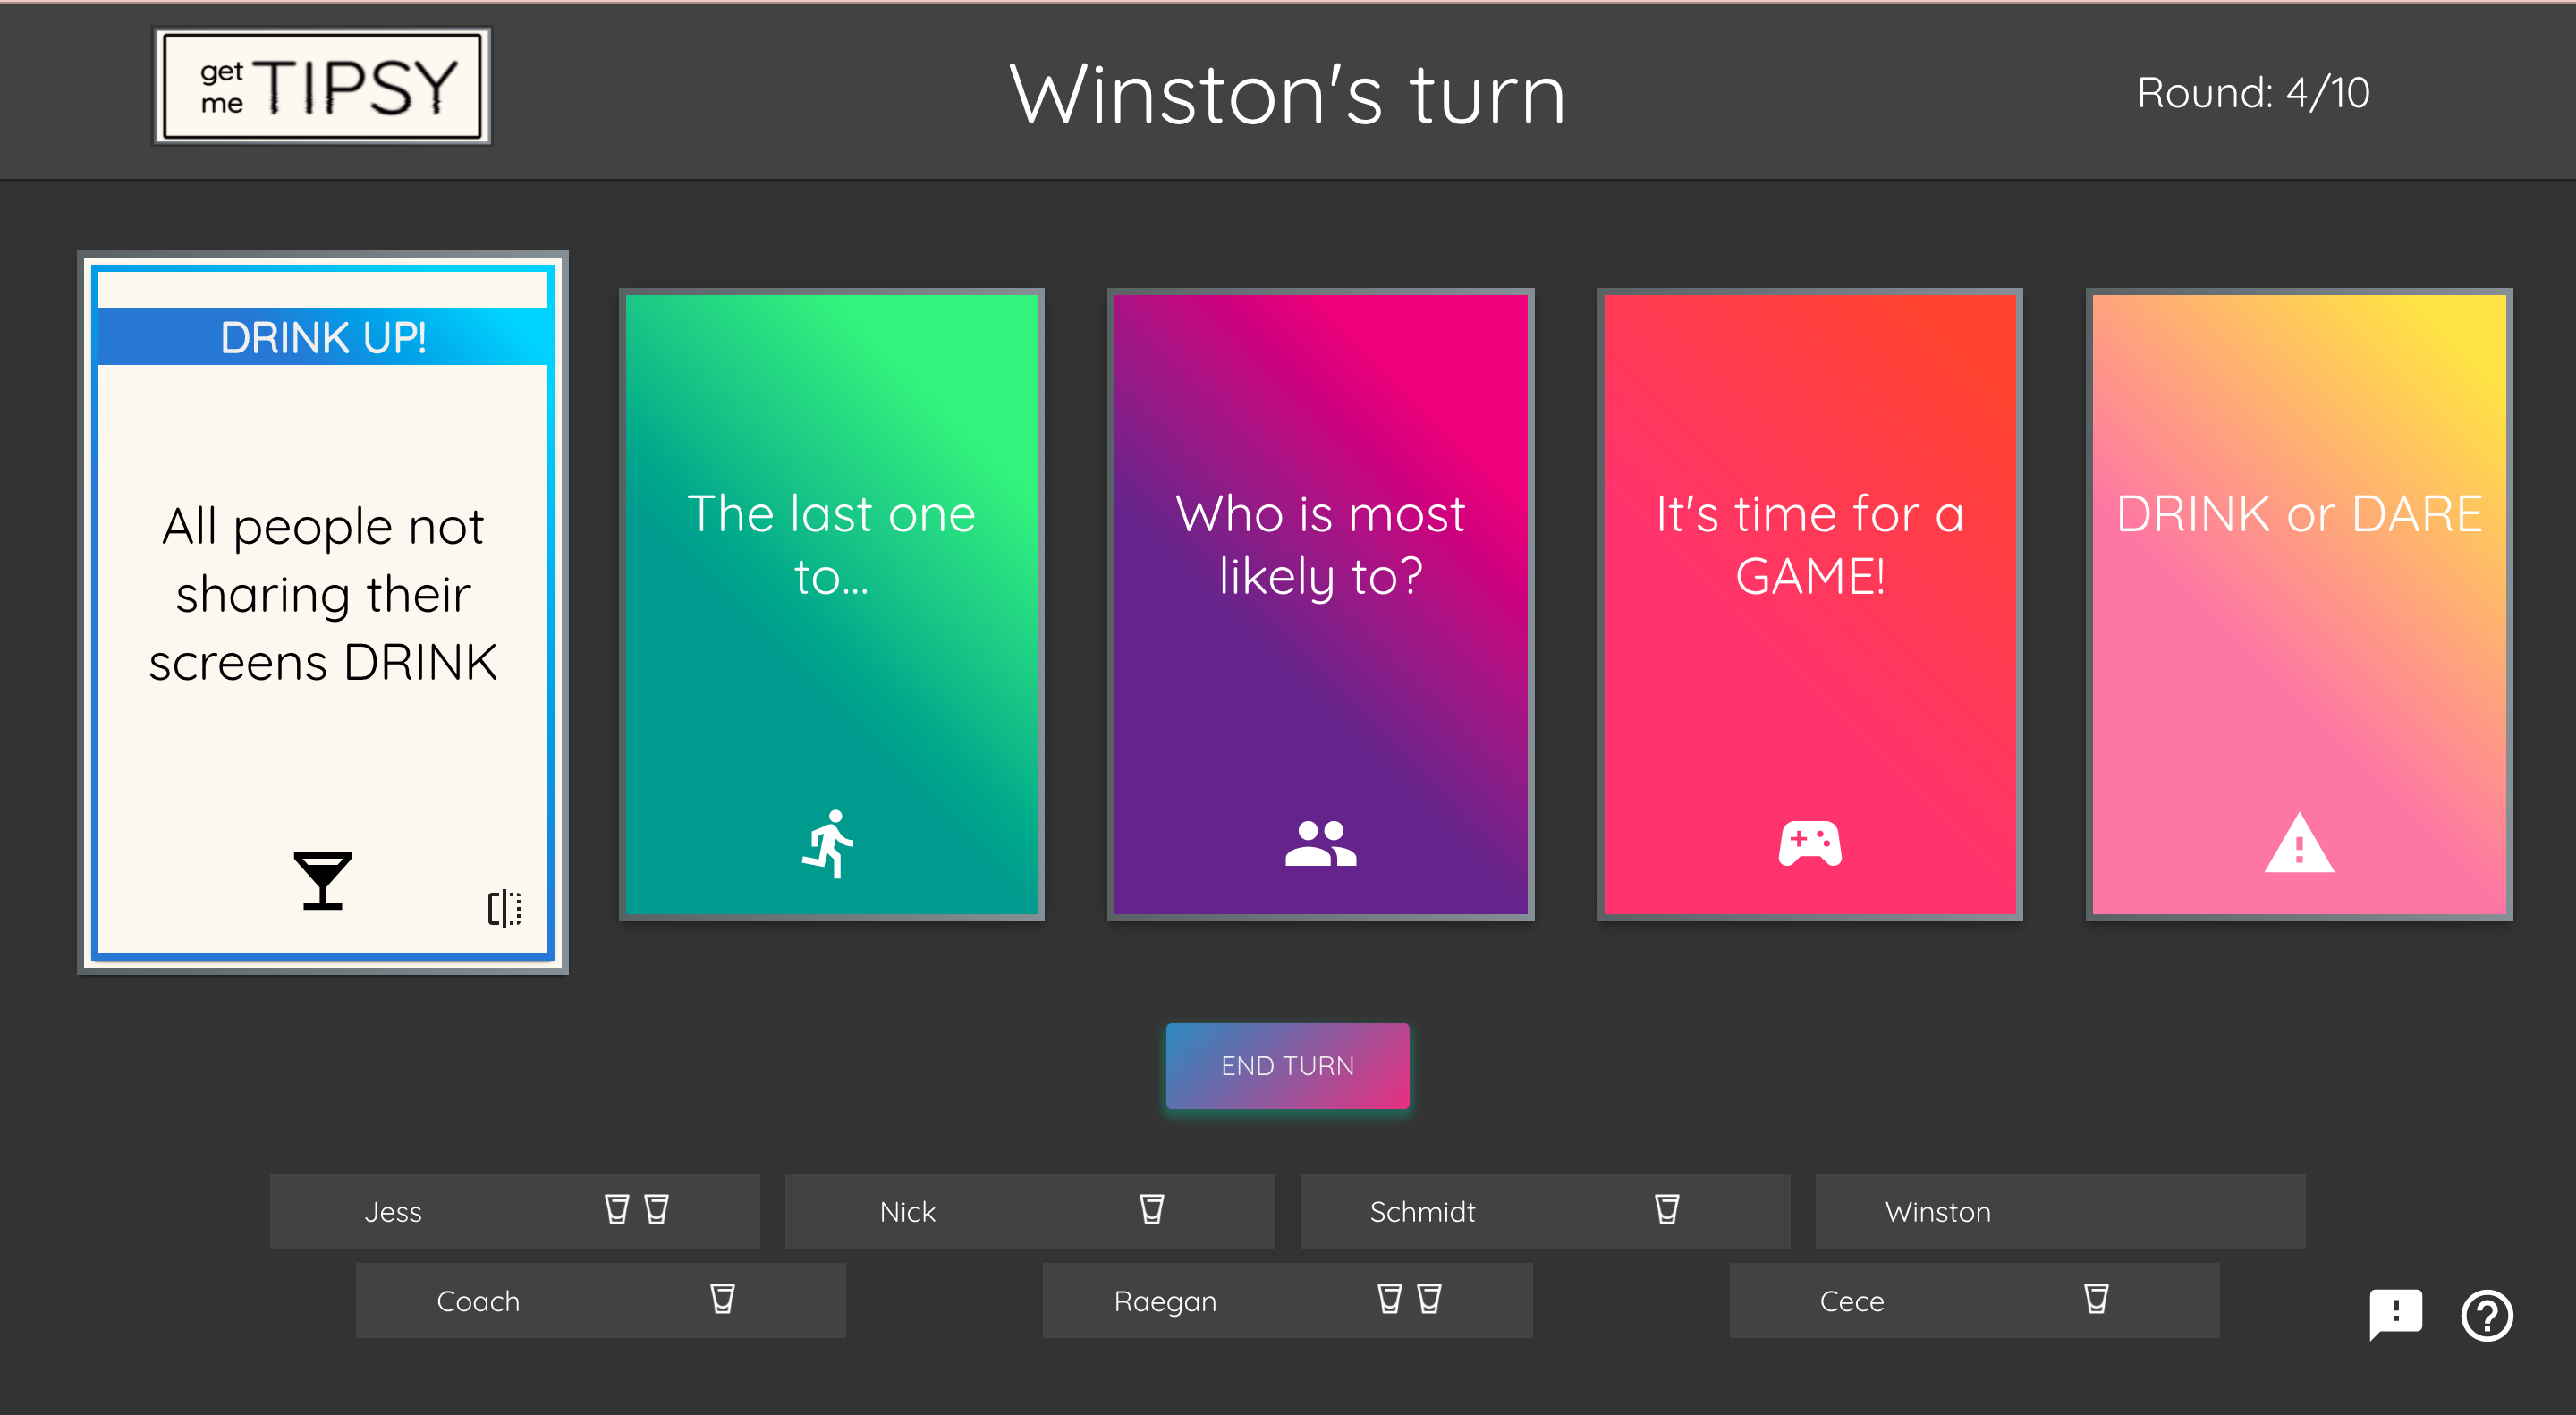 get me TIPSY
Winston's turn
Round: 4/10
DRINK UP!
All people not
sharing their
screens DRINK
The last one
to...
Who is most
likely to?
It's time for a
GAME!
DRINK or DARE
END TURN
Jess
Nick
Schmidt
Winston
Coach
Raegan
Cece